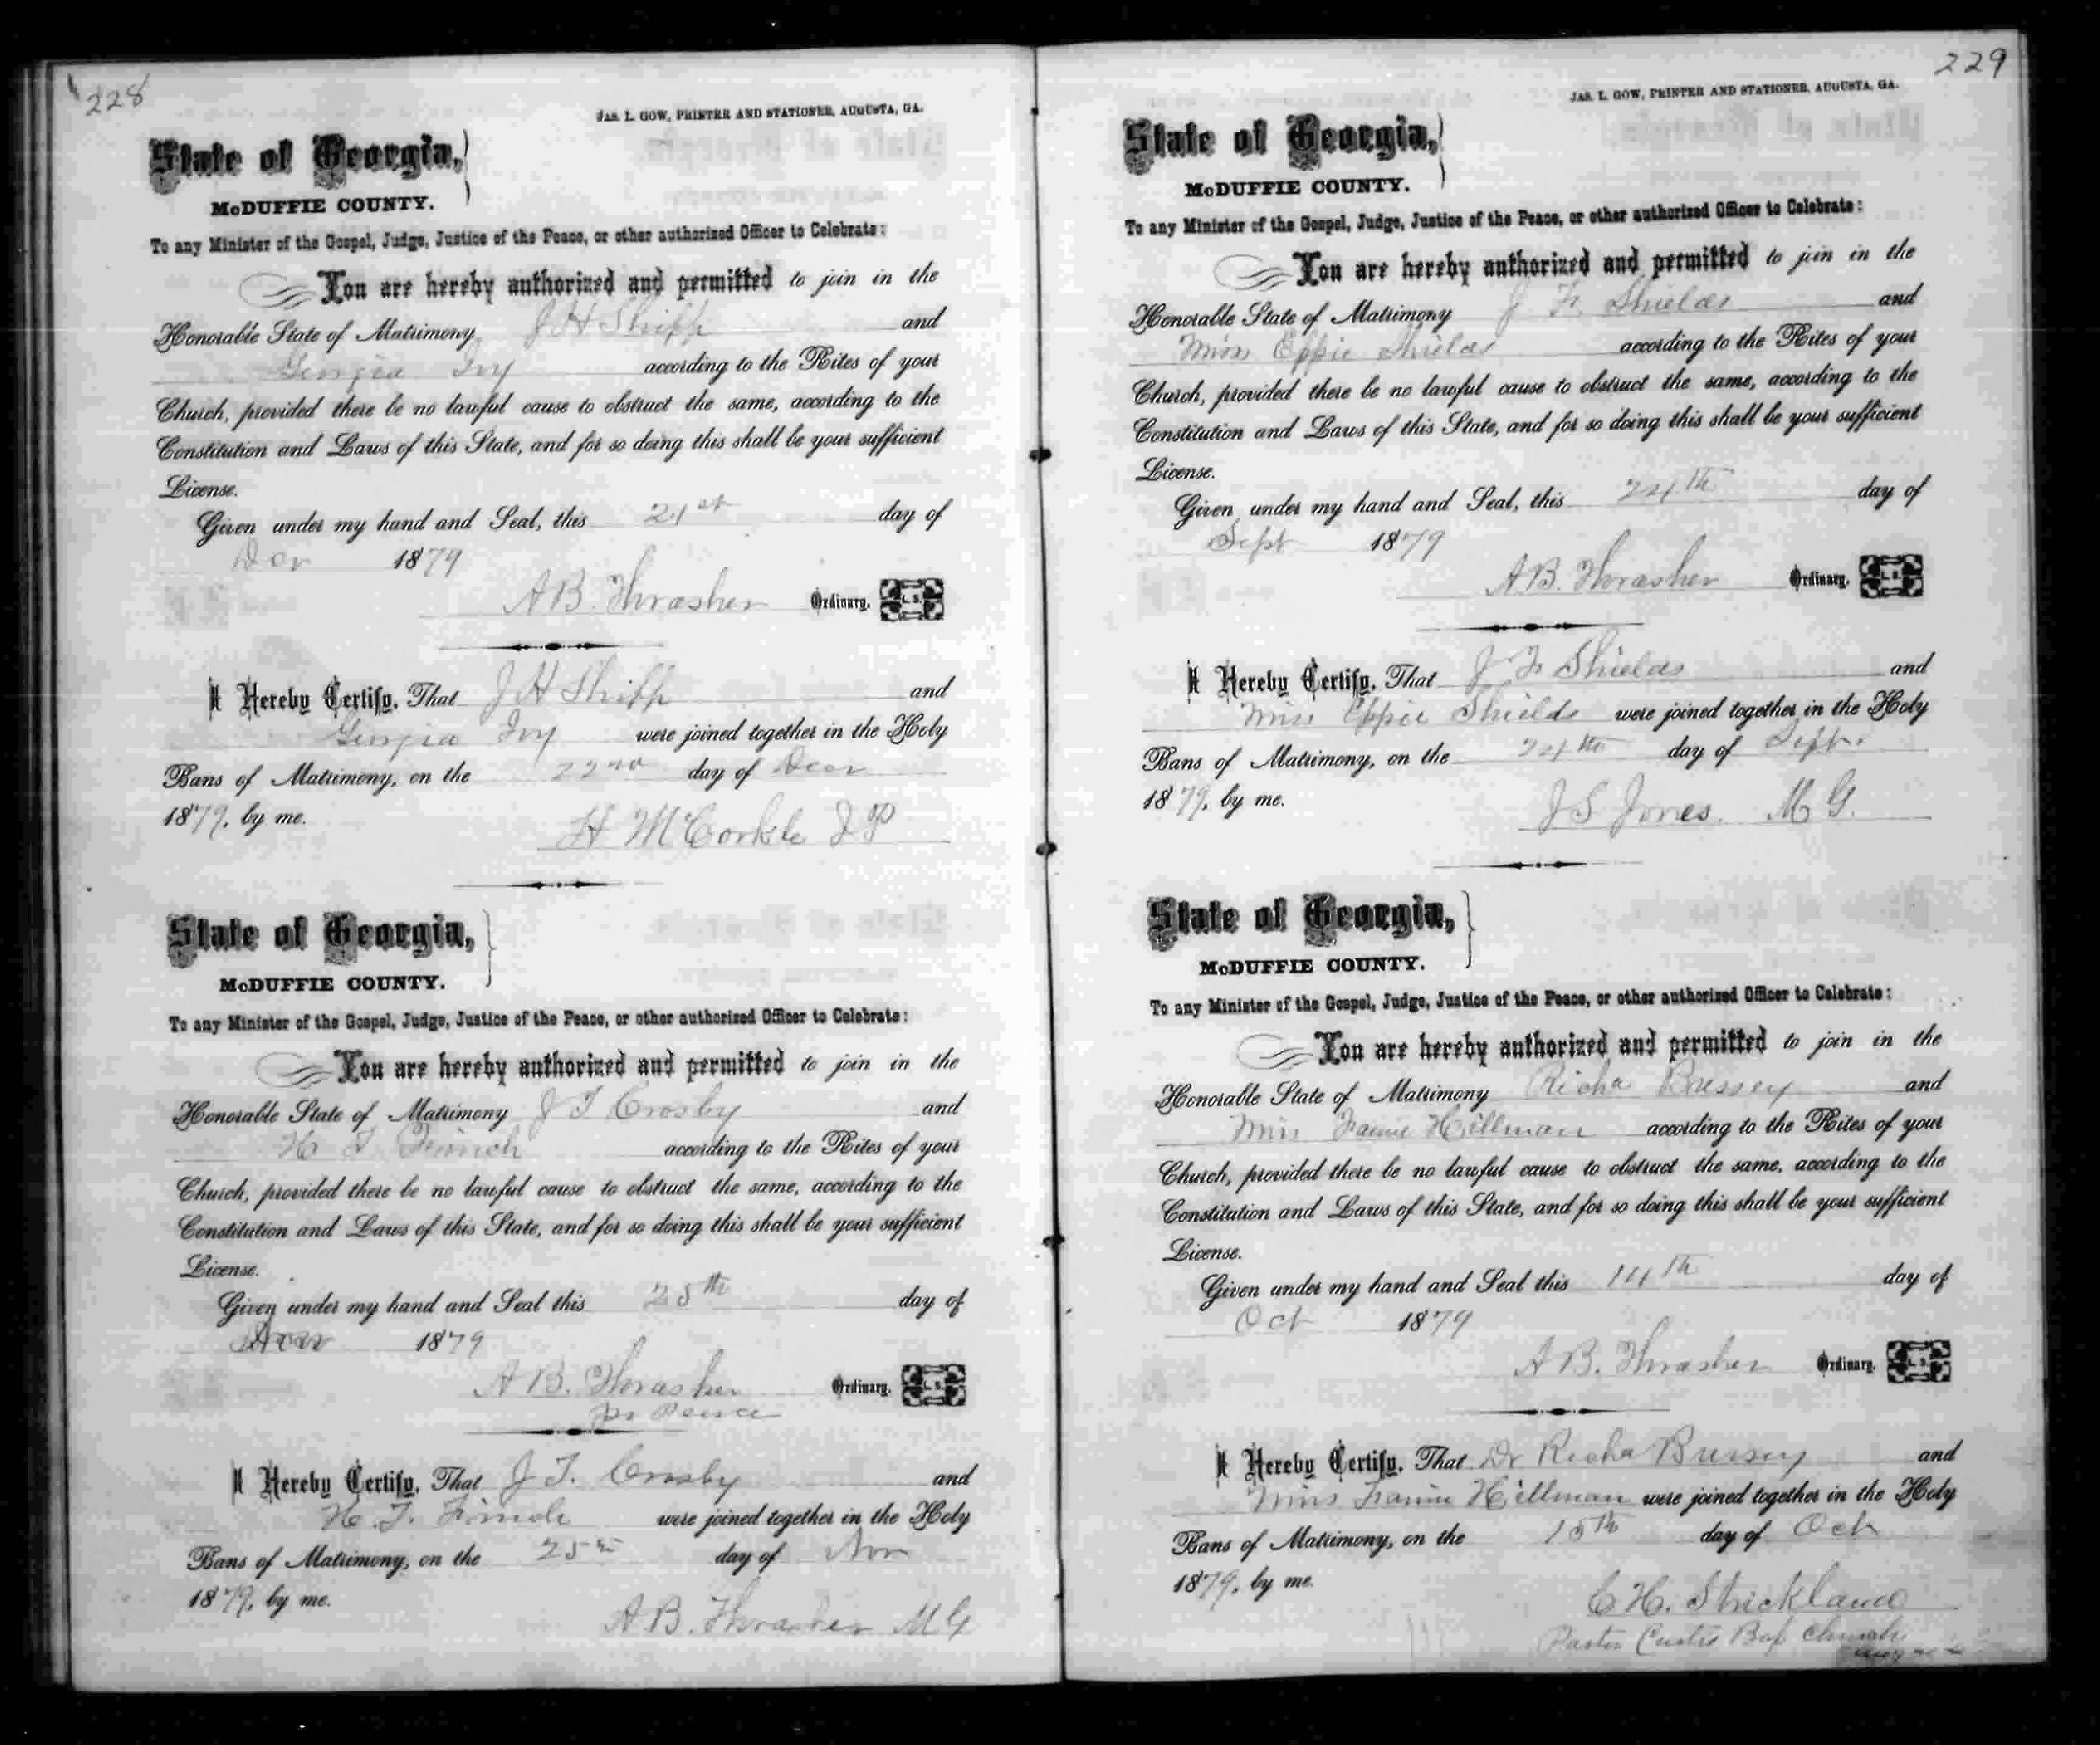 228
JAS. L. GOW, PRINTER AND STATIONER, AUGUSTA, GA.
State of Georgia,
McDUFFIE COUNTY.
To any Minister of the Gospel, Judge, Justice of the Peace, or other authorized Officer to Celebrate:
You are hereby authorized and permitted to join in the
Honorable State of Matrimony J H Shipp and
Georgia Ivy according to the Rites of your
Church, provided there be no lawful cause to obstruct the same, according to the
Constitution and Laws of this State, and for so doing this shall be your sufficient
License.
Given under my hand and Seal, this 21st day of
Decr 1879
A B. Thrasher Ordinary. L. S.
I Hereby Certify, That J H Shipp and
Georgia Ivy were joined together in the Holy
Bans of Matrimony, on the 22nd day of Decr
1879, by me.
H McCorkle J P
State of Georgia,
McDUFFIE COUNTY.
To any Minister of the Gospel, Judge, Justice of the Peace, or other authorized Officer to Celebrate:
You are hereby authorized and permitted to join in the
Honorable State of Matrimony J T Crosby and
H T according to the Rites of your
Church, provided there be no lawful cause to obstruct the same, according to the
Constitution and Laws of this State, and for so doing this shall be your sufficient
License.
Given under my hand and Seal this 25th day of
Nov 1879
A B. Thrasher Ordinary. L. S.
I Hereby Certify, That J T. Crosby and
H. T. were joined together in the Holy
Bans of Matrimony, on the 25th day of Nov
1879, by me.
A B. Thrasher M G
229
JAS. L. GOW, PRINTER AND STATIONER, AUGUSTA, GA.
State of Georgia,
McDUFFIE COUNTY.
To any Minister of the Gospel, Judge, Justice of the Peace, or other authorized Officer to Celebrate:
You are hereby authorized and permitted to join in the
Honorable State of Matrimony J F. Shields and
Miss Eppie Shields according to the Rites of your
Church, provided there be no lawful cause to obstruct the same, according to the
Constitution and Laws of this State, and for so doing this shall be your sufficient
License.
Given under my hand and Seal, this 24th day of
Sept 1879
A B. Thrasher Ordinary. L. S.
I Hereby Certify, That J F Shields and
Miss Eppie Shields were joined together in the Holy
Bans of Matrimony, on the 24th day of Sept.
1879, by me.
J S Jones. M G.
State of Georgia,
McDUFFIE COUNTY.
To any Minister of the Gospel, Judge, Justice of the Peace, or other authorized Officer to Celebrate:
You are hereby authorized and permitted to join in the
Honorable State of Matrimony Richd Bussey and
Miss Fannie Hillman according to the Rites of your
Church, provided there be no lawful cause to obstruct the same, according to the
Constitution and Laws of this State, and for so doing this shall be your sufficient
License.
Given under my hand and Seal this 14th day of
Oct 1879
A B. Thrasher Ordinary. L. S.
I Hereby Certify, That Dr Richd Bussey and
Miss Fannie Hillman were joined together in the Holy
Bans of Matrimony, on the 15th day of Oct
1879, by me.
C H. Strickland
Pastor Curtis Bap Church